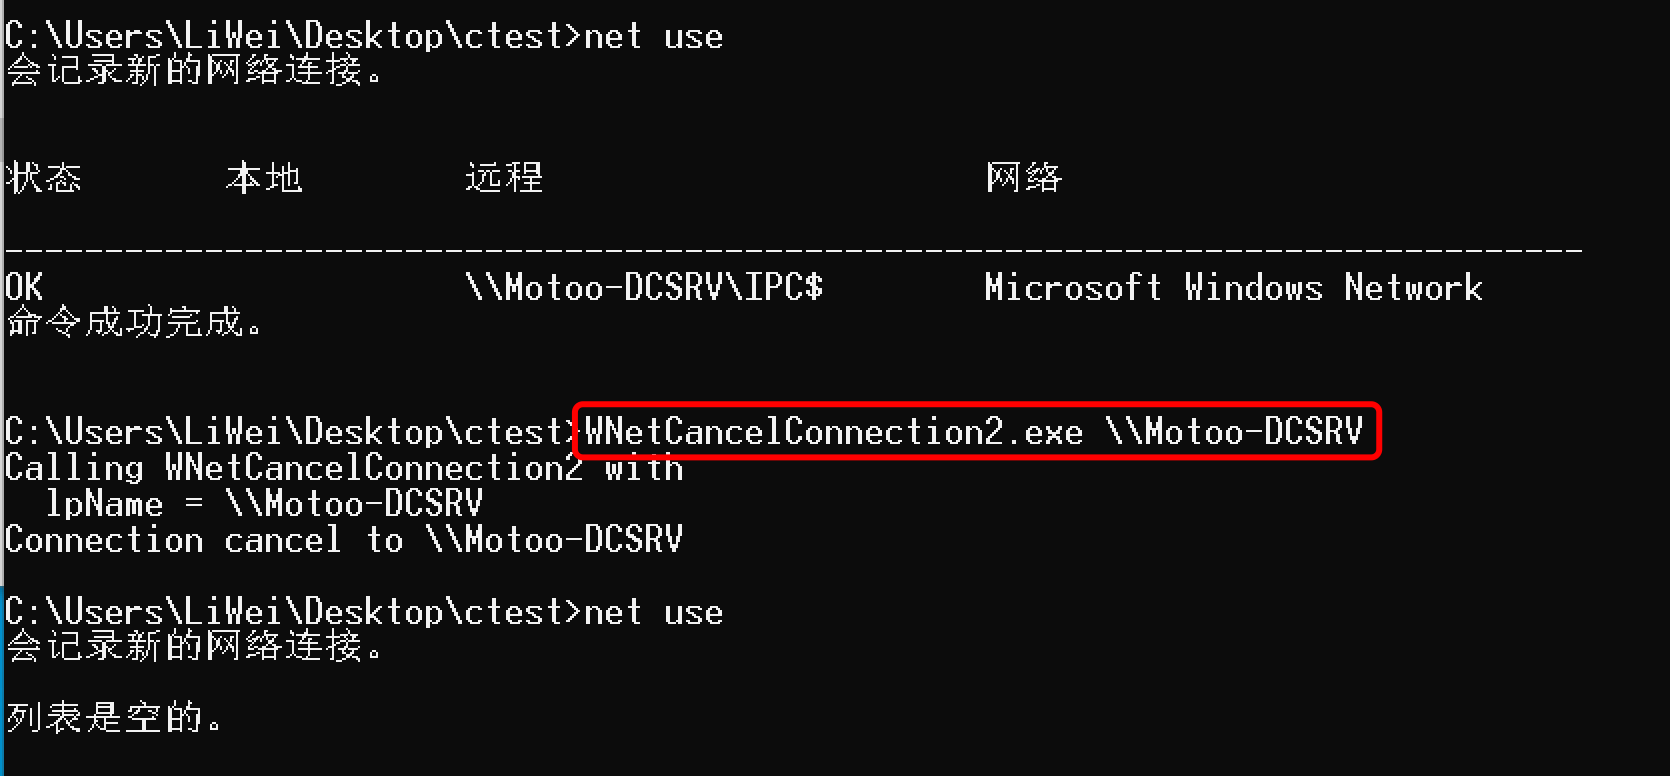 C:\Users\LiWei\Desktop\ctest>net use
会记录新的网络连接。
状态 本地 远程 网络
-------------------------------------------------------------------------------
OK \\Motoo-DCSRV\IPC$ Microsoft Windows Network
命令成功完成。
C:\Users\LiWei\Desktop\ctest>WNetCancelConnection2.exe \\Motoo-DCSRV
Calling WNetCancelConnection2 with
lpName = \\Motoo-DCSRV
Connection cancel to \\Motoo-DCSRV
C:\Users\LiWei\Desktop\ctest>net use
会记录新的网络连接。
列表是空的。